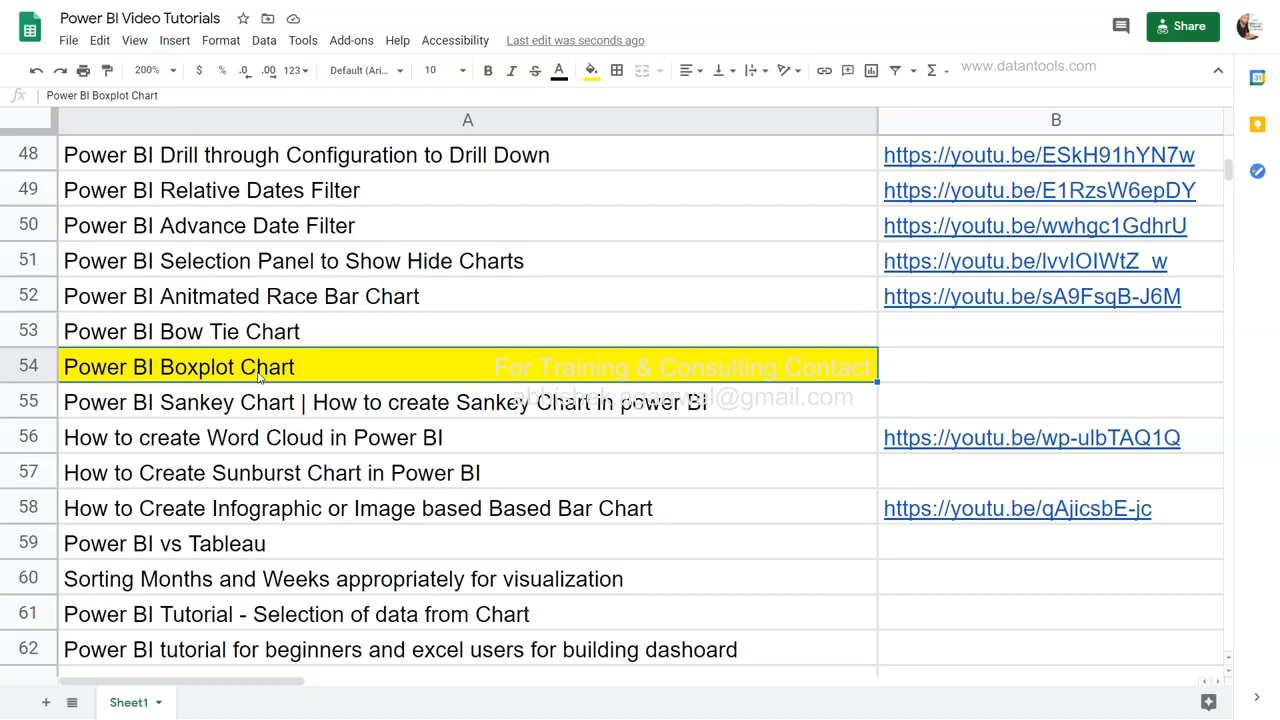 Power BI Video Tutorials
File Edit View Insert Format Data Tools Add-ons Help Accessibility Last edit was seconds ago
Share
200% $ % .0 .00 123 Default (Ari... 10 B I S A Σ
www.datantools.com
fx Power BI Boxplot Chart
A B
48 Power BI Drill through Configuration to Drill Down https://youtu.be/ESkH91hYN7w
49 Power BI Relative Dates Filter https://youtu.be/E1RzsW6epDY
50 Power BI Advance Date Filter https://youtu.be/wwhgc1GdhrU
51 Power BI Selection Panel to Show Hide Charts https://youtu.be/lvvIOIWtZ_w
52 Power BI Anitmated Race Bar Chart https://youtu.be/sA9FsqB-J6M
53 Power BI Bow Tie Chart
54 Power BI Boxplot Chart
For Training & Consulting Contact
abhishak.agarrwal@gmail.com
55 Power BI Sankey Chart | How to create Sankey Chart in power BI
56 How to create Word Cloud in Power BI https://youtu.be/wp-ulbTAQ1Q
57 How to Create Sunburst Chart in Power BI
58 How to Create Infographic or Image based Based Bar Chart https://youtu.be/qAjicsbE-jc
59 Power BI vs Tableau
60 Sorting Months and Weeks appropriately for visualization
61 Power BI Tutorial - Selection of data from Chart
62 Power BI tutorial for beginners and excel users for building dashoard
Sheet1
31